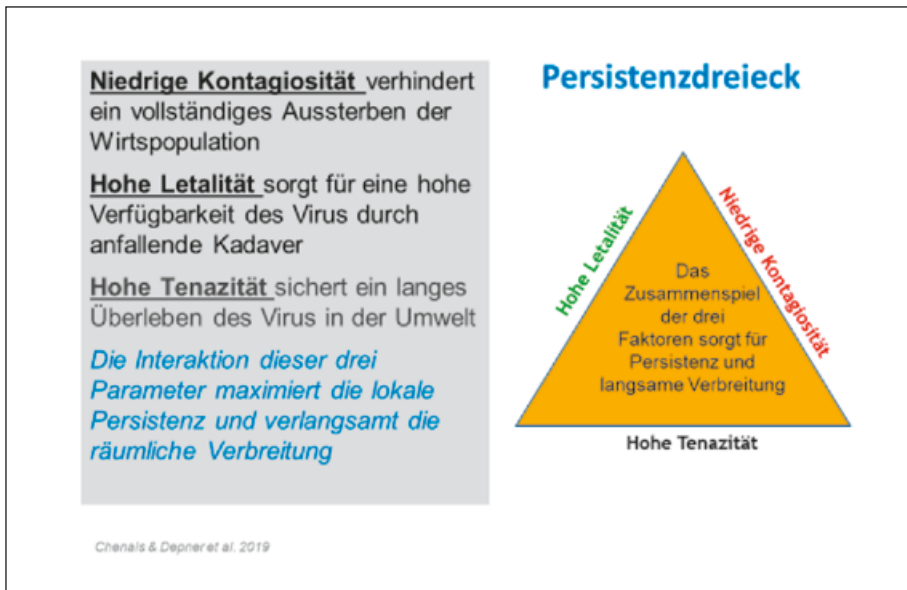 Niedrige Kontagiosität verhindert
ein vollständiges Aussterben der
Wirtspopulation
Hohe Letalität sorgt für eine hohe
Verfügbarkeit des Virus durch
anfallende Kadaver
Hohe Tenazität sichert ein langes
Überleben des Virus in der Umwelt
Die Interaktion dieser drei
Parameter maximiert die lokale
Persistenz und verlangsamt die
räumliche Verbreitung
Chenais & Depner et al. 2019
Persistenzdreieck
Hohe Letalität
Niedrige Kontagiosität
Das
Zusammenspiel
der drei
Faktoren sorgt für
Persistenz und
langsame Verbreitung
Hohe Tenazität